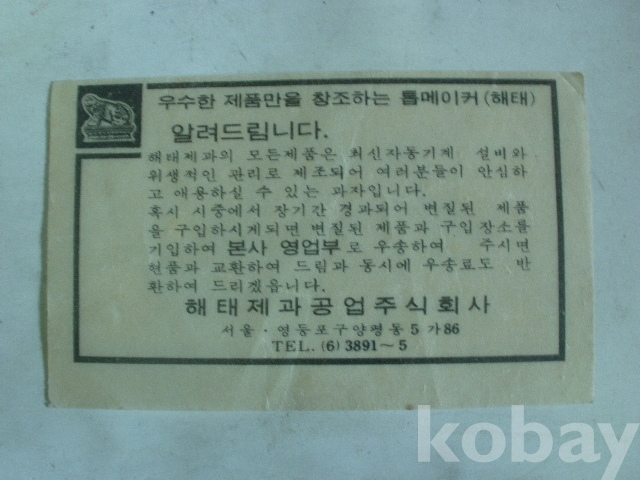 우수한 제품만을 창조하는 톱메이커(해태)
알려드립니다.
해태제과의 모든제품은 최신자동기계 설비와
위생적인 관리로 제조되어 여러분들이 안심하
고 애용하실 수 있는 과자입니다.
혹시 시중에서 장기간 경과되어 변질된 제품
을 구입하시게되면 변질된 제품과 구입장소를
기입하여 본사 영업부로 우송하여 주시면
현품과 교환하여 드림과 동시에 우송료도 반
환하여 드리겠읍니다.
해태제과공업주식회사
서울·영등포구양평동5가86
TEL. (6) 3891~5
kobay